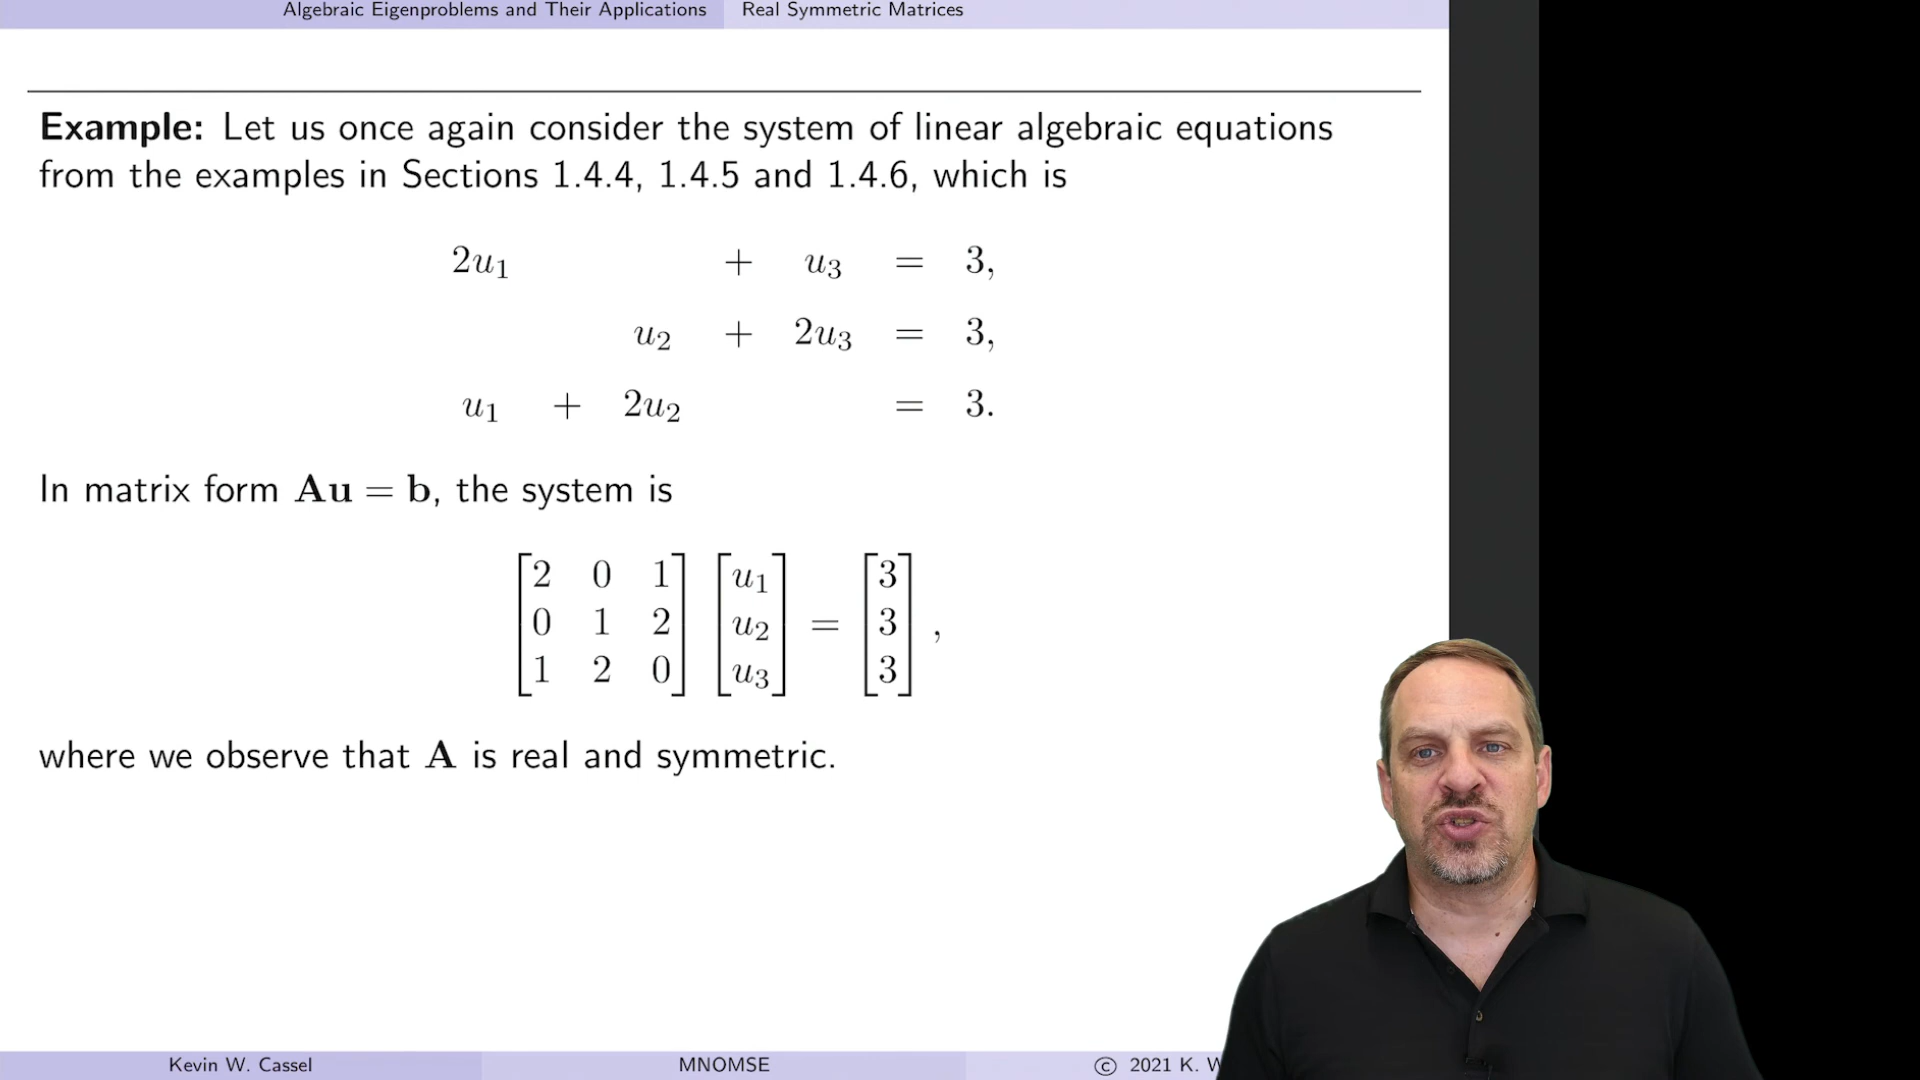 Algebraic Eigenproblems and Their Applications Real Symmetric Matrices
Example: Let us once again consider the system of linear algebraic equations
from the examples in Sections 1.4.4, 1.4.5 and 1.4.6, which is
2u₁ + u₃ = 3,
u₂ + 2u₃ = 3,
u₁ + 2u₂ = 3.
In matrix form Au = b, the system is
[2 0 1] [u₁] [3]
[0 1 2] [u₂] = [3] ,
[1 2 0] [u₃] [3]
where we observe that A is real and symmetric.
Kevin W. Cassel MNOMSE © 2021 K.